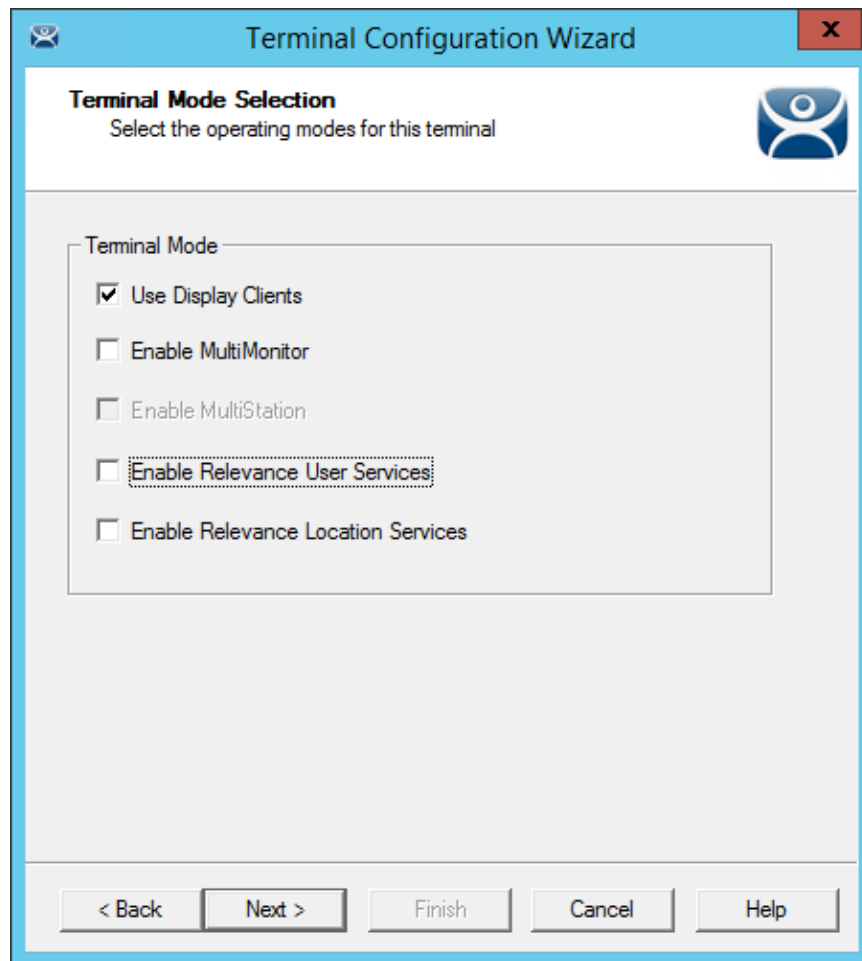 Terminal Configuration Wizard
x
Terminal Mode Selection
Select the operating modes for this terminal
Terminal Mode
Use Display Clients
Enable MultiMonitor
Enable MultiStation
Enable Relevance User Services
Enable Relevance Location Services
< Back Next > Finish Cancel Help